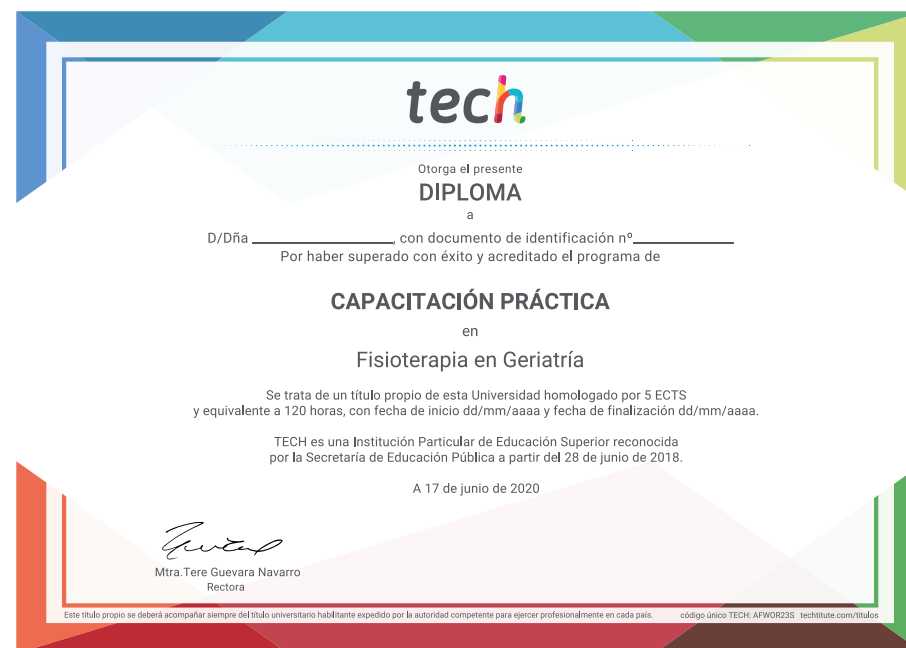 tech
Otorga el presente
DIPLOMA
a
D/Dña ____________________, con documento de identificación nº______________
Por haber superado con éxito y acreditado el programa de
CAPACITACIÓN PRÁCTICA
en
Fisioterapia en Geriatría
Se trata de un título propio de esta Universidad homologado por 5 ECTS
y equivalente a 120 horas, con fecha de inicio dd/mm/aaaa y fecha de finalización dd/mm/aaaa.
TECH es una Institución Particular de Educación Superior reconocida
por la Secretaría de Educación Pública a partir del 28 de junio de 2018.
A 17 de junio de 2020
Mtra.Tere Guevara Navarro
Rectora
Este título propio se deberá acompañar siempre del título universitario habilitante expedido por la autoridad competente para ejercer profesionalmente en cada país. código único TECH: AFWOR23S techtitute.com/titulos